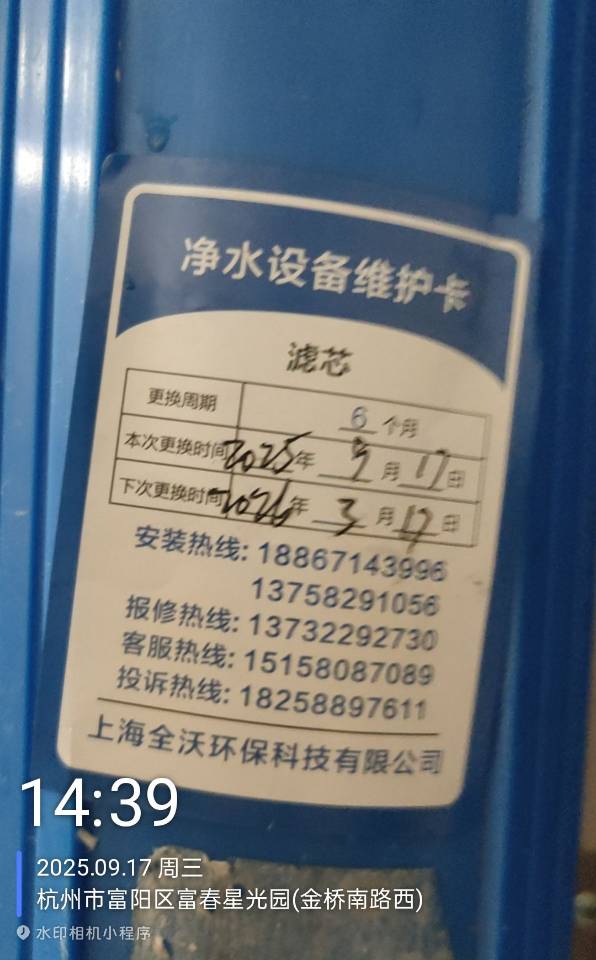 净水设备维护卡
滤芯
更换周期 6 个月
本次更换时间 2025年 9 月 17 日
下次更换时间 2026年 3 月 17 日
安装热线: 18867143996
13758291056
报修热线: 13732292730
客服热线: 15158087089
投诉热线: 18258897611
上海全沃环保科技有限公司
14:39
2025.09.17 周三
杭州市富阳区富春星光园(金桥南路西)
水印相机小程序